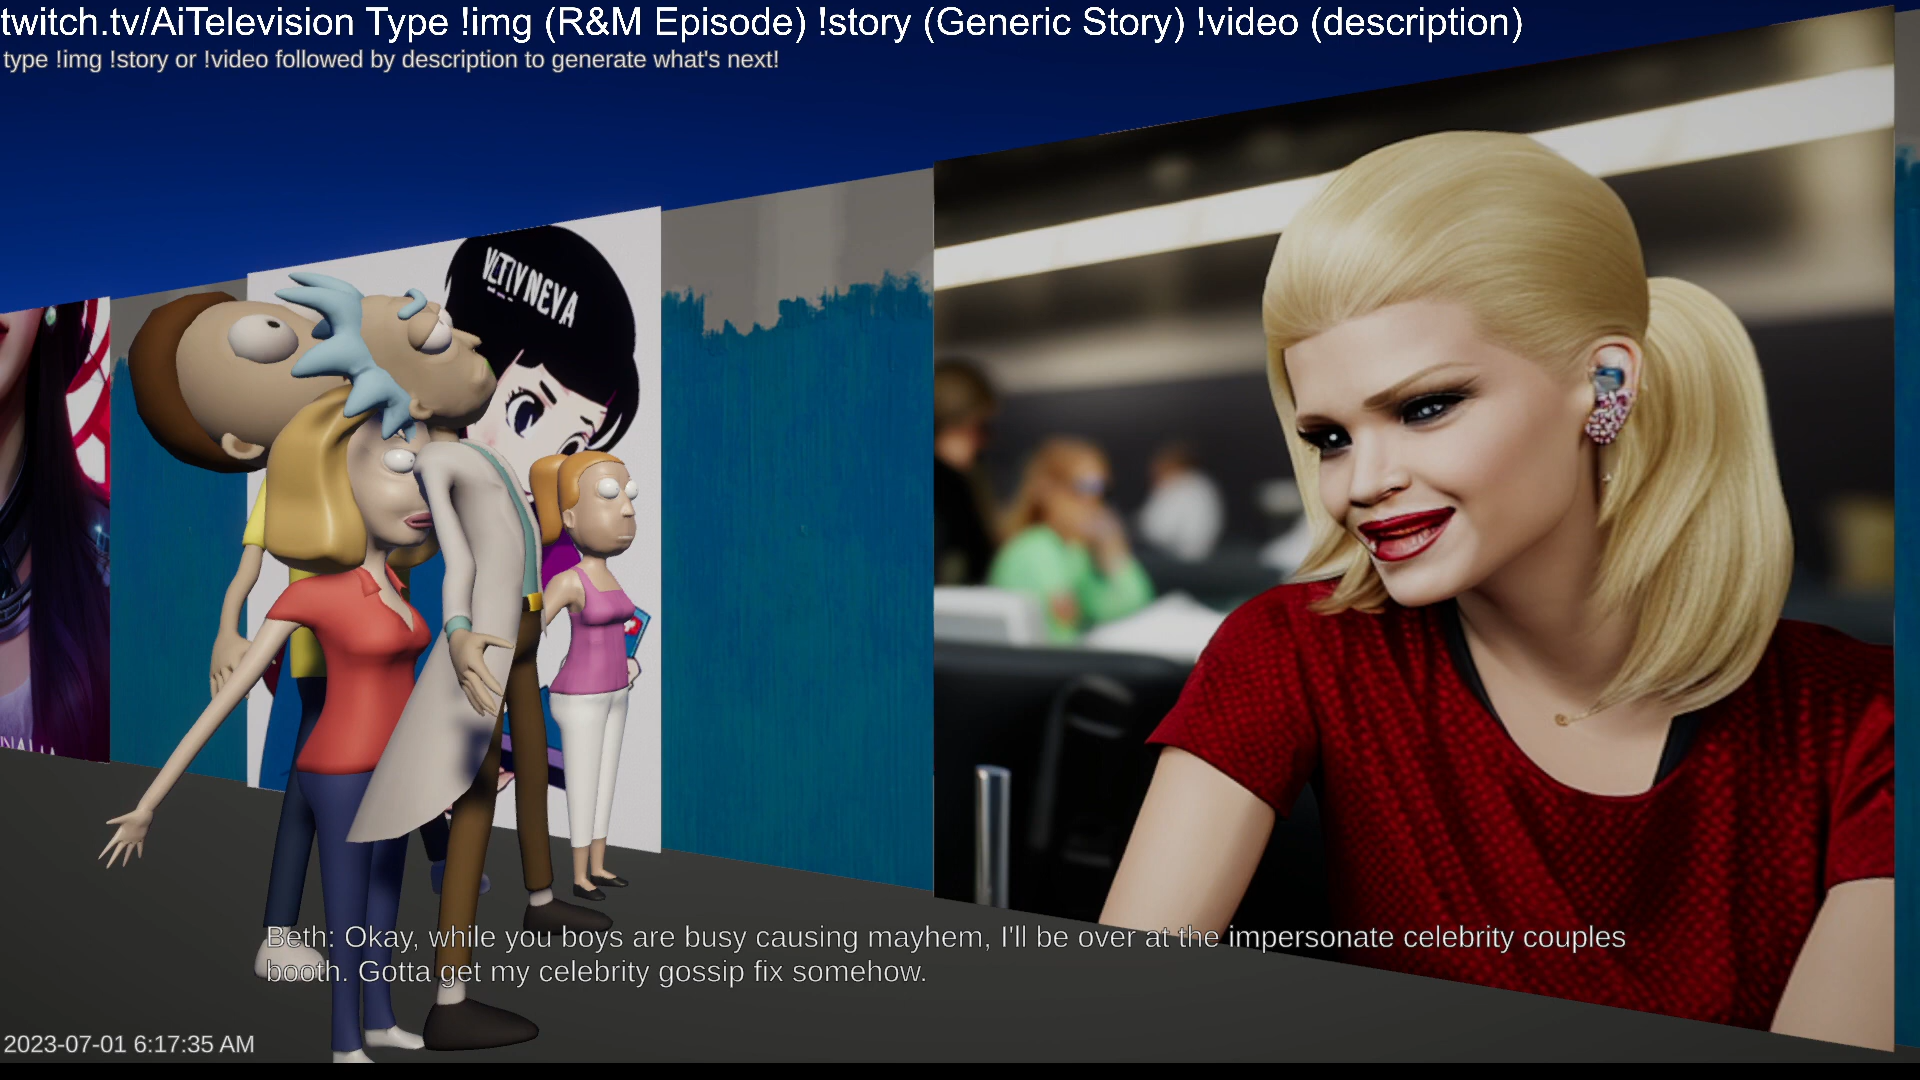 twitch.tv/AiTelevision Type !img (R&M Episode) !story (Generic Story) !video (description)
type !img !story or !video followed by description to generate what's next!
Beth: Okay, while you boys are busy causing mayhem, I'll be over at the impersonate celebrity couples
booth. Gotta get my celebrity gossip fix somehow.
2023-07-01 6:17:35 AM